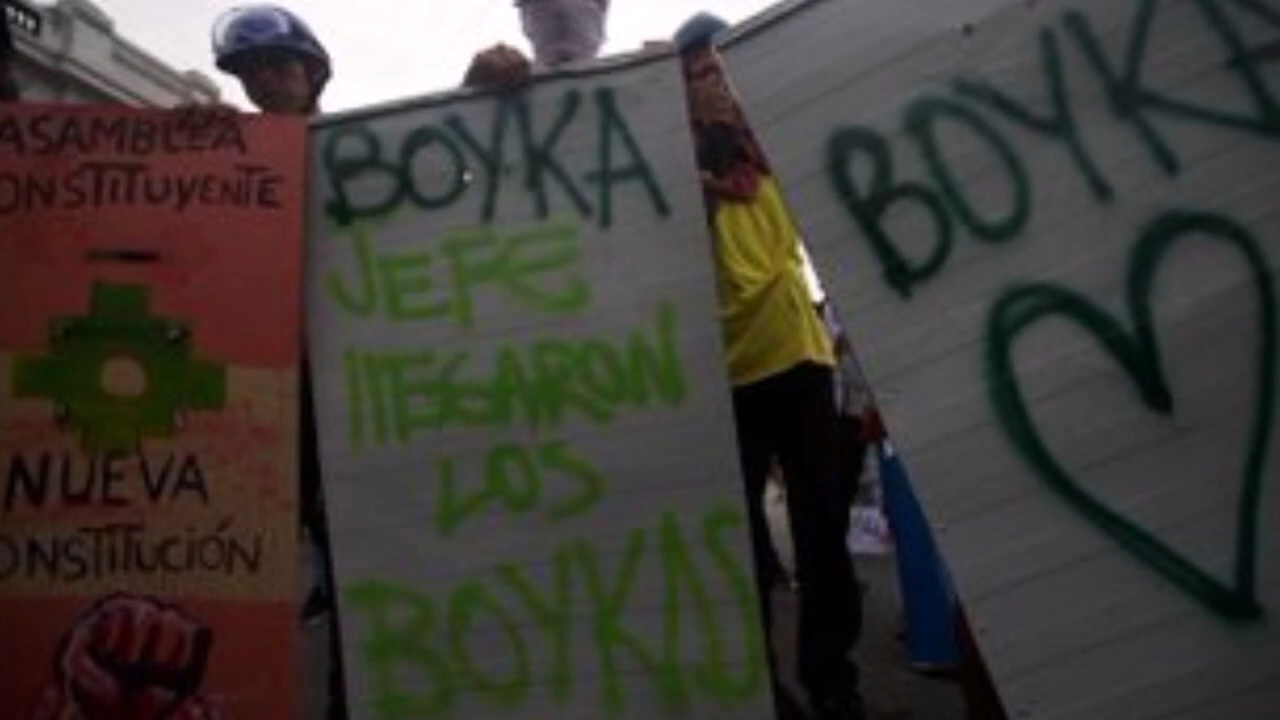 ASAMBLEA
ONSTITUYENTE
NUEVA
ONSTITUCIÓN
BOYKA
JEFE
LLEGARON
LOS
BOYKAS
BOYKA